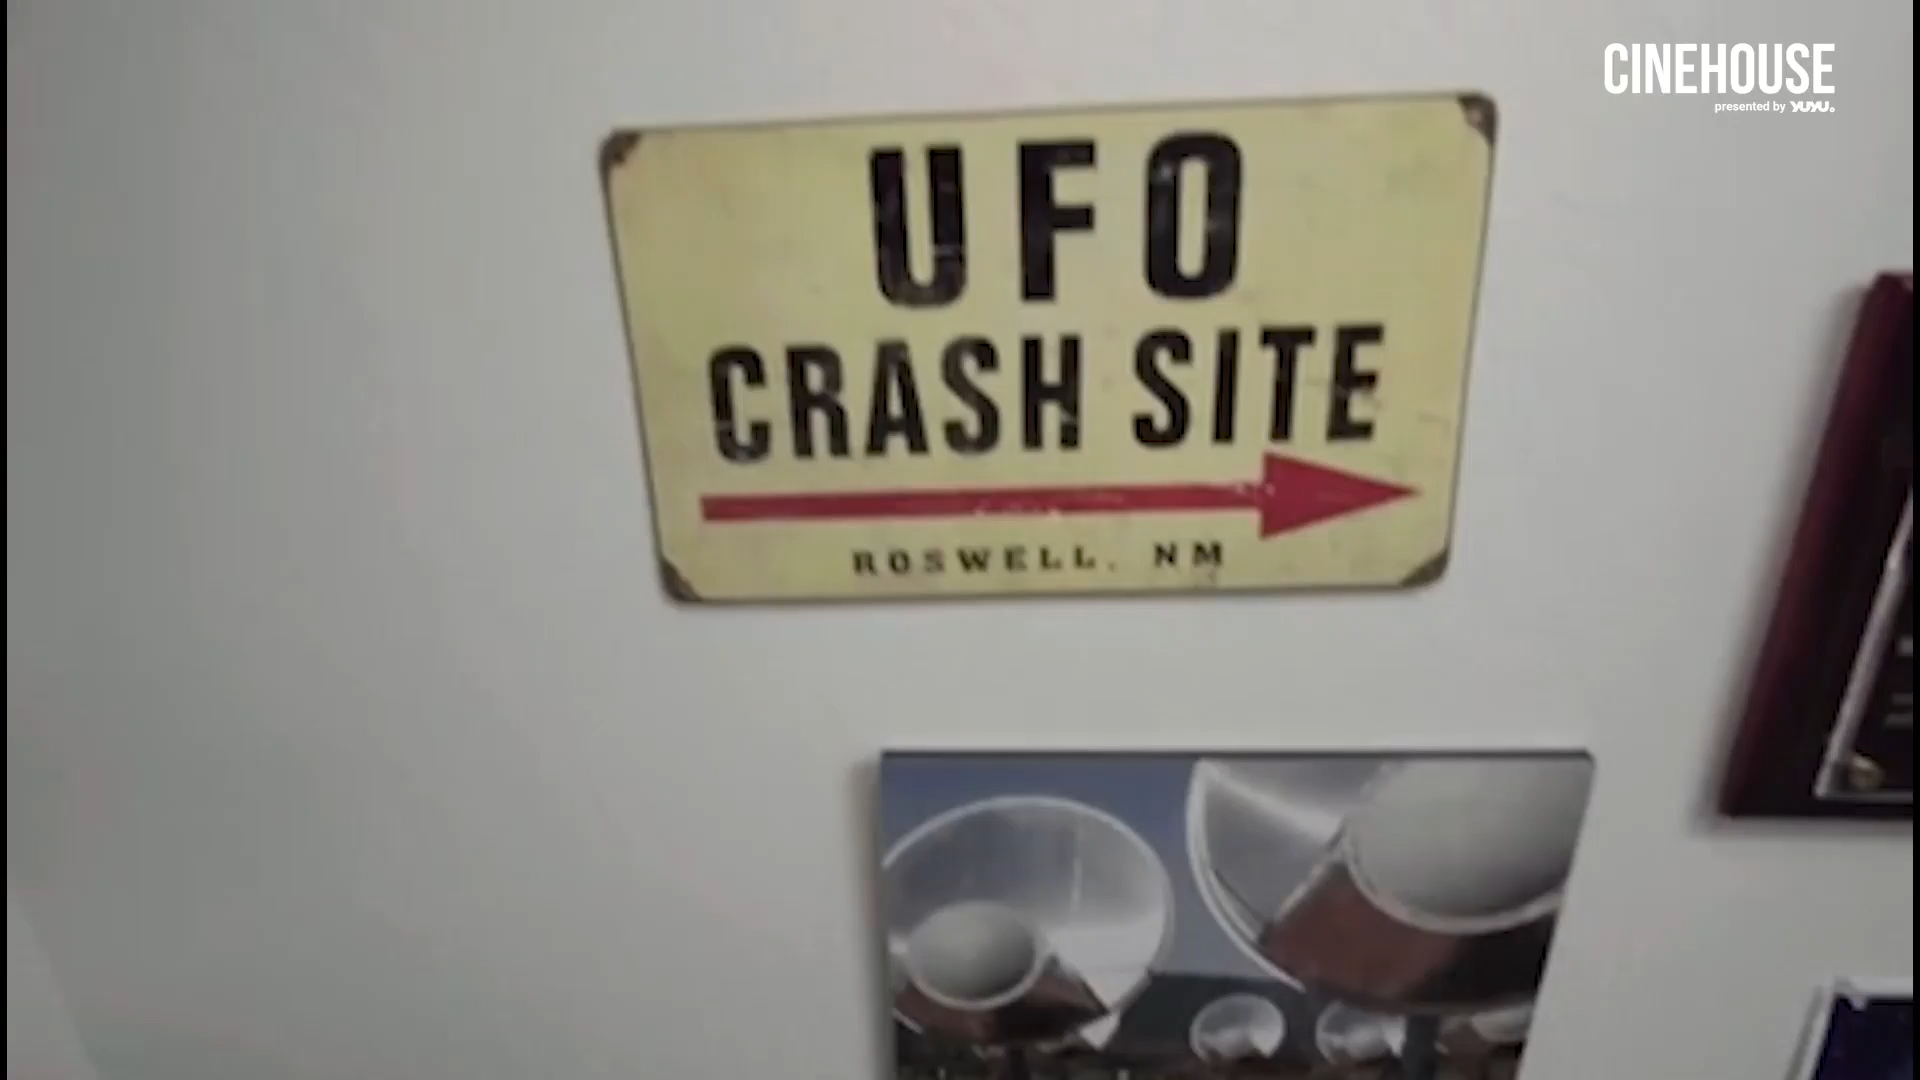 CINEHOUSE
presented by YUYU.
UFO
CRASH SITE
ROSWELL, NM